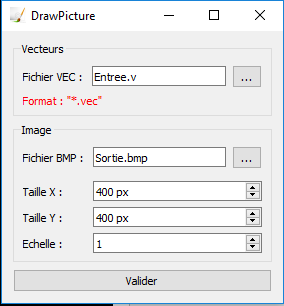 DrawPicture
Vecteurs
Fichier VEC : Entree.v ...
Format : "*.vec"
Image
Fichier BMP : Sortie.bmp ...
Taille X : 400 px
Taille Y : 400 px
Echelle : 1
Valider